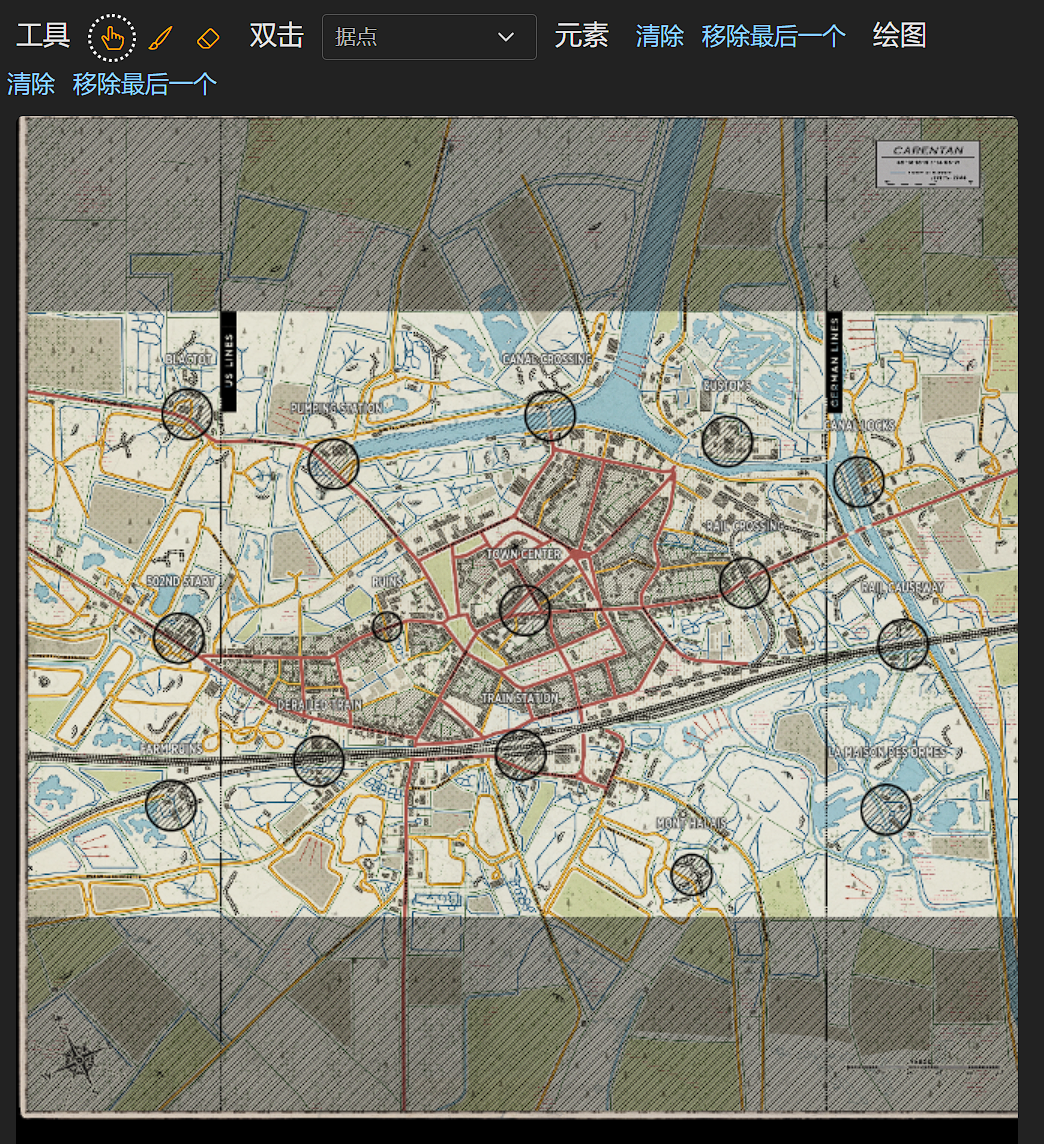 工具 双击 据点 元素 清除 移除最后一个 绘图
清除 移除最后一个
CARENTAN
US LINES
GERMAN LINES
BLACTOT
CANAL CROSSING
CUSTOMS
PUMPING STATION
CANAL LOCKS
RAIL CROSSING
TOWN CENTER
502ND START
RUINS
RAIL CAUSEWAY
TRAIN STATION
DERAILED TRAIN
FARM RUINS
LA MAISON DES ORMES
MONT HALAIS